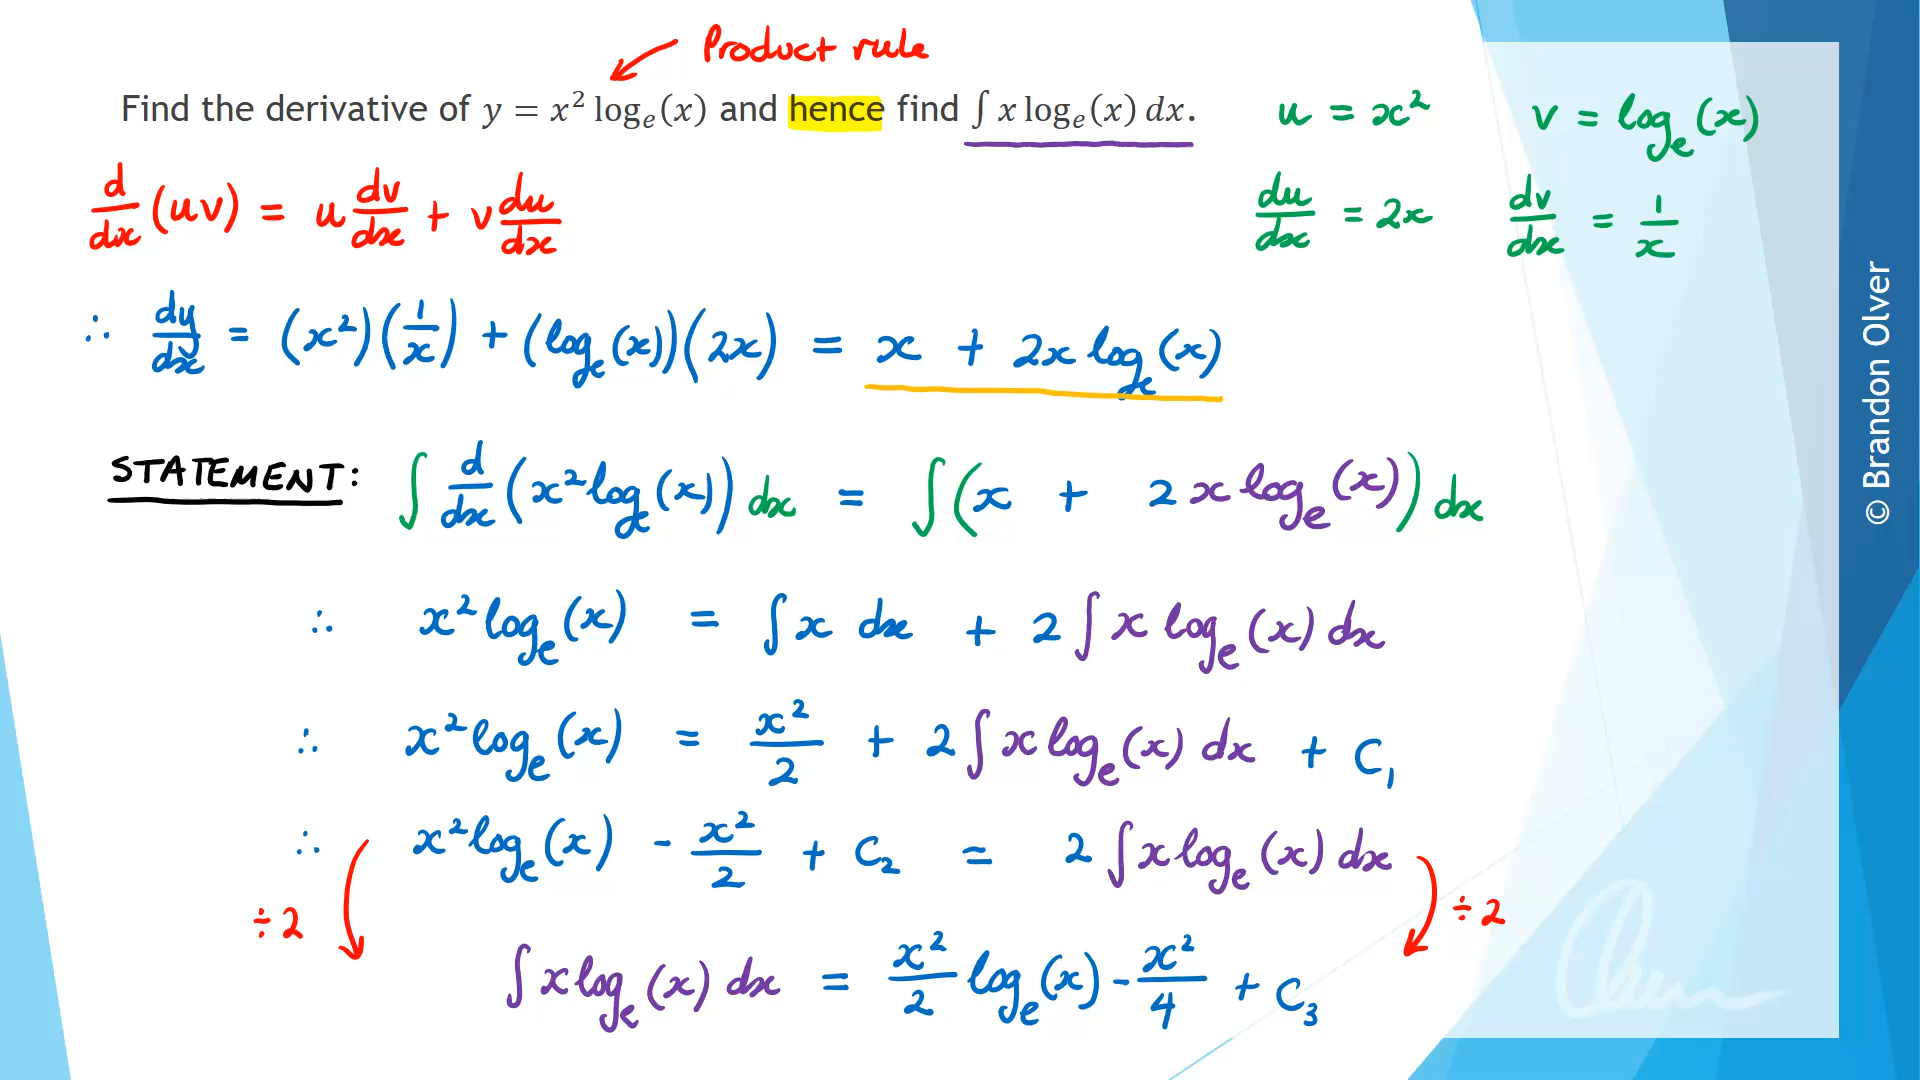 Product rule
Find the derivative of y = x² logₑ(x) and hence find ∫ x logₑ(x) dx.
u = x² v = logₑ(x)
d/dx (uv) = u dv/dx + v du/dx
du/dx = 2x dv/dx = 1/x
∴ dy/dx = (x²)(1/x) + (logₑ(x))(2x) = x + 2x logₑ(x)
STATEMENT: ∫ d/dx (x² logₑ(x)) dx = ∫(x + 2 x logₑ(x)) dx
∴ x² logₑ(x) = ∫ x dx + 2 ∫ x logₑ(x) dx
∴ x² logₑ(x) = x²/2 + 2 ∫ x logₑ(x) dx + C₁
∴ x² logₑ(x) - x²/2 + C₂ = 2 ∫ x logₑ(x) dx
÷2 ÷2
∫ x logₑ(x) dx = x²/2 logₑ(x) - x²/4 + C₃
© Brandon Olver